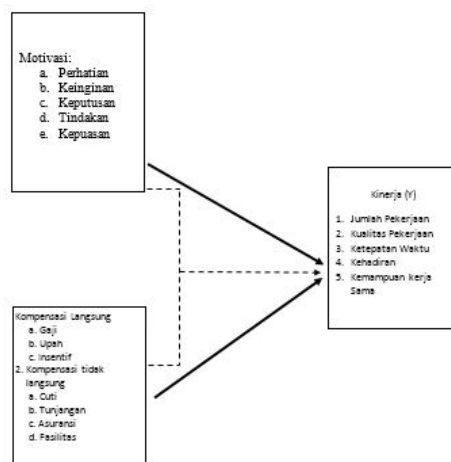 Motivasi:
a. Perhatian
b. Keinginan
c. Keputusan
d. Tindakan
e. Kepuasan
Kinerja (Y)
1. Jumlah Pekerjaan
2. Kualitas Pekerjaan
3. Ketepatan Waktu
4. Kehadiran
5. Kemampuan kerja
Sama
Kompensasi Langsung
a. Gaji
b. Upah
c. Insentif
2. Kompensasi tidak
langsung
a. Cuti
b. Tunjangan
c. Asuransi
d. Fasilitas